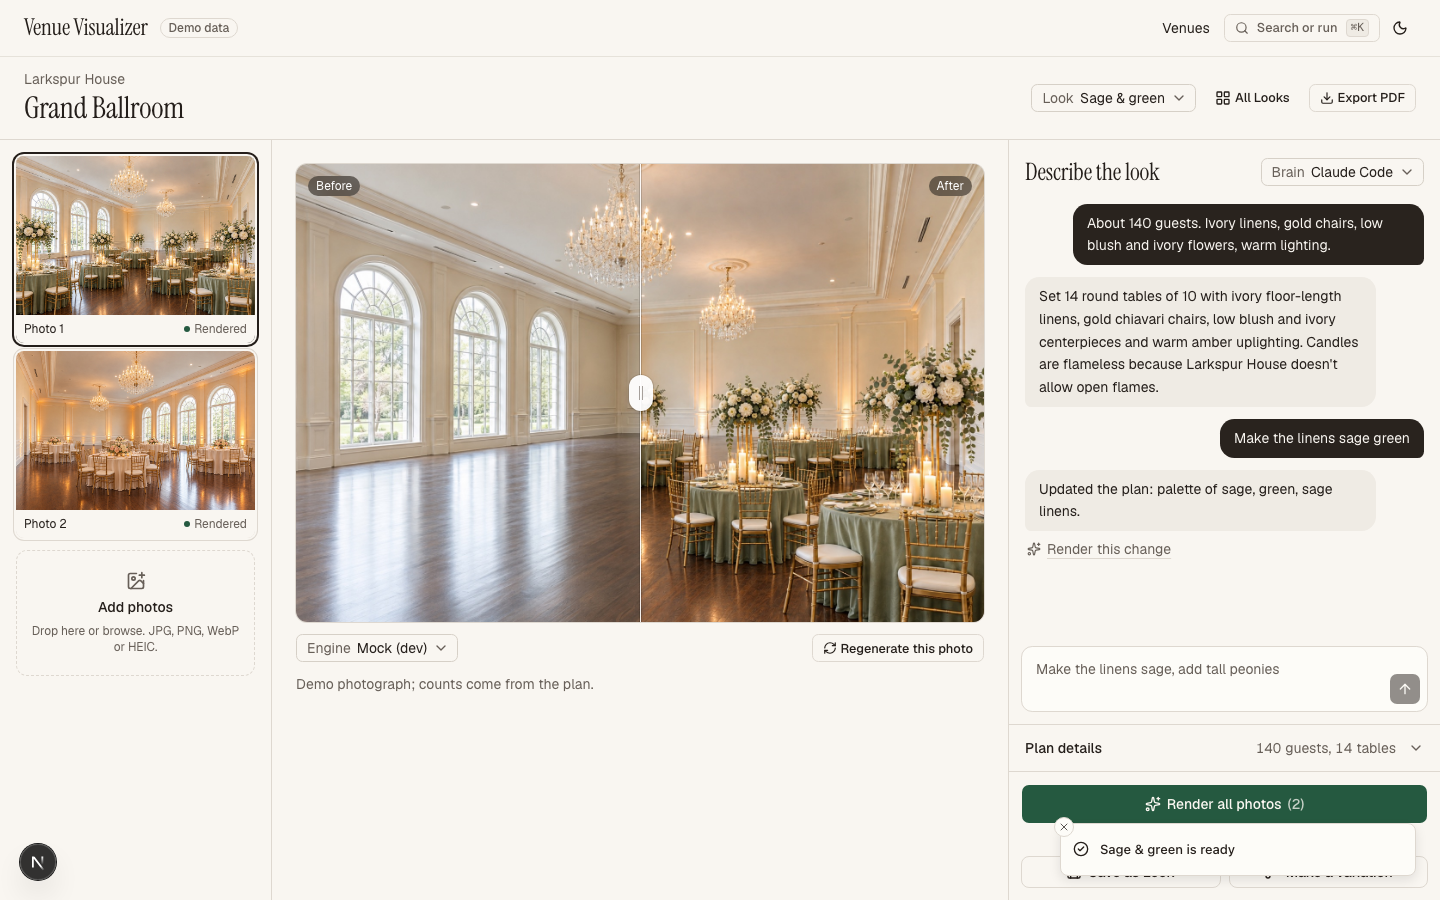 Venue Visualizer
Demo data
Venues
Search or run
⌘K
Larkspur House
Grand Ballroom
Look Sage & green
All Looks
Export PDF
Photo 1
Rendered
Photo 2
Rendered
Add photos
Drop here or browse. JPG, PNG, WebP
or HEIC.
Before
After
Engine Mock (dev)
Regenerate this photo
Demo photograph; counts come from the plan.
Describe the look
Brain Claude Code
About 140 guests. Ivory linens, gold chairs, low
blush and ivory flowers, warm lighting.
Set 14 round tables of 10 with ivory floor-length
linens, gold chiavari chairs, low blush and ivory
centerpieces and warm amber uplighting. Candles
are flameless because Larkspur House doesn't
allow open flames.
Make the linens sage green
Updated the plan: palette of sage, green, sage
linens.
Render this change
Make the linens sage, add tall peonies
Plan details
140 guests, 14 tables
Render all photos (2)
Sage & green is ready
N